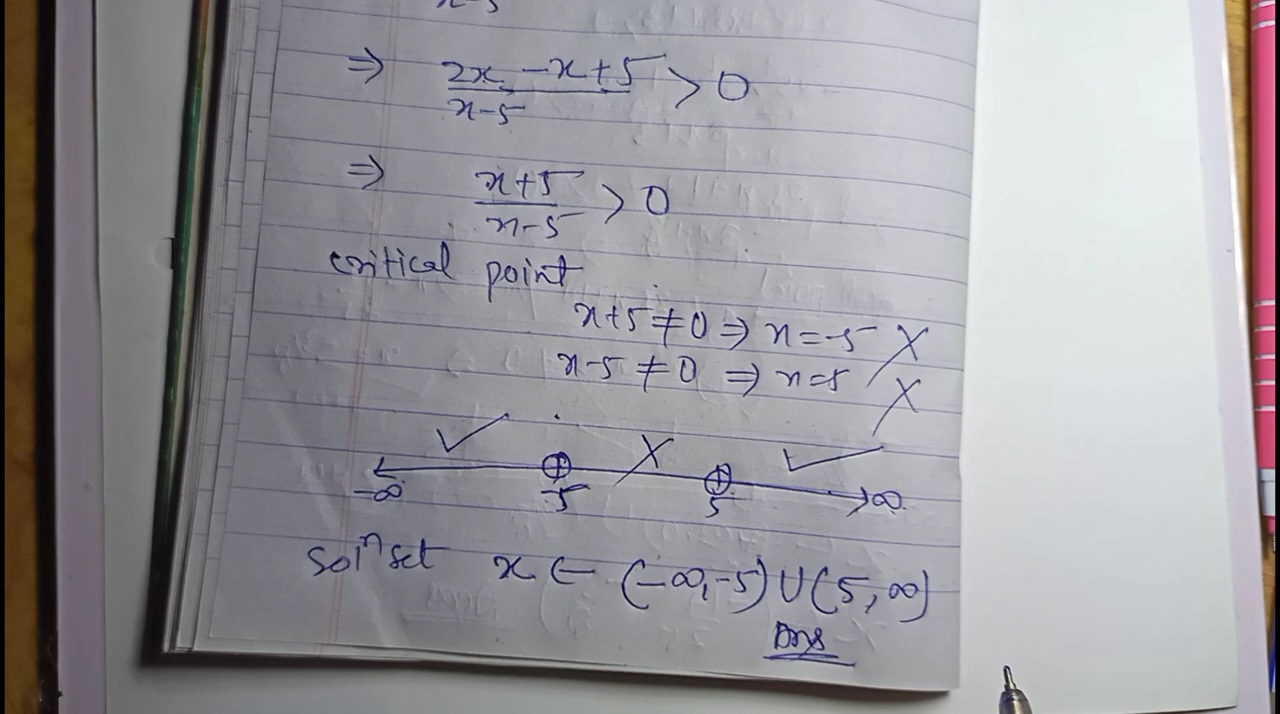 x-5
⇒ 2x-x+5/x-5 > 0
⇒ x+5/x-5 > 0
critical point
x+5≠0 ⇒ x=-5 X
x-5≠0 ⇒ x=5 X
✓ X ✓
-∞ -5 5 ∞
Solⁿ set x ∈ (-∞,-5) U (5,∞)
Ans